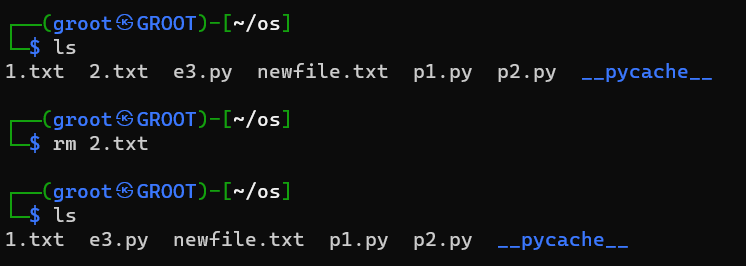 ┌──(groot㉿GROOT)-[~/os]
└─$ ls
1.txt  2.txt  e3.py  newfile.txt  p1.py  p2.py  __pycache__
┌──(groot㉿GROOT)-[~/os]
└─$ rm 2.txt
┌──(groot㉿GROOT)-[~/os]
└─$ ls
1.txt  e3.py  newfile.txt  p1.py  p2.py  __pycache__